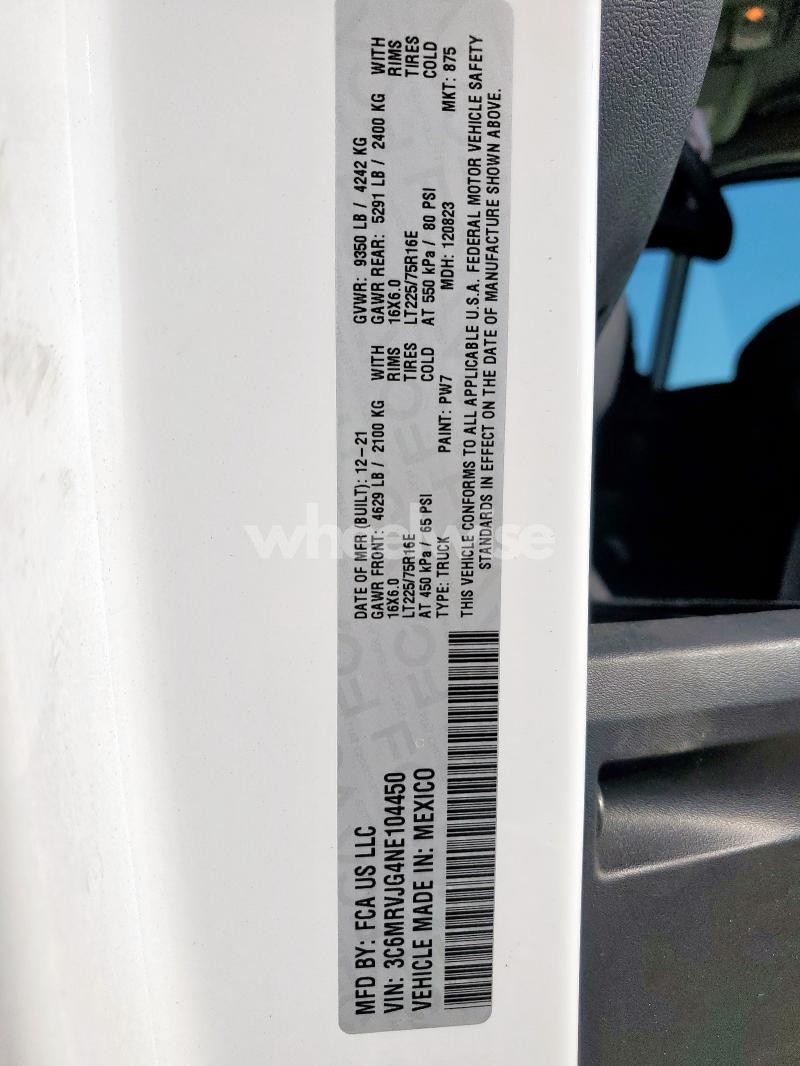 MFD BY: FCA US LLC
VIN: 3C6MRVJG4NE104450
VEHICLE MADE IN: MEXICO
DATE OF MFR (BUILT): 12-21
GVWR: 9350 LB / 4242 KG
GAWR FRONT: 4629 LB / 2100 KG WITH
GAWR REAR: 5291 LB / 2400 KG WITH
16X6.0 RIMS
16X6.0 RIMS
LT225/75R16E TIRES
LT225/75R16E TIRES
AT 450 kPa / 65 PSI COLD
AT 550 kPa / 80 PSI COLD
TYPE: TRUCK PAINT: PW7 MDH: 120823 MKT: 875
THIS VEHICLE CONFORMS TO ALL APPLICABLE U.S.A. FEDERAL MOTOR VEHICLE SAFETY
STANDARDS IN EFFECT ON THE DATE OF MANUFACTURE SHOWN ABOVE.
wheelwise